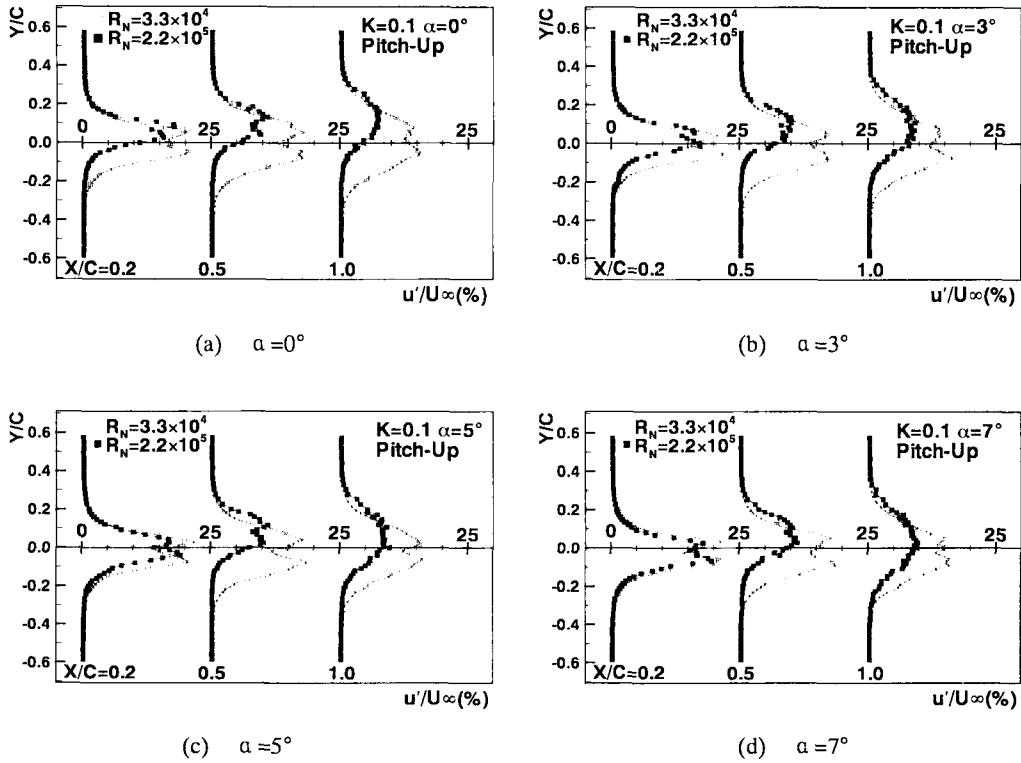 Y/C
R_N=3.3×10^4
R_N=2.2×10^5
K=0.1 α=0°
Pitch-Up
0.6
0.4
0.2
0.0
-0.2
-0.4
-0.6
0
25
25
25
X/C=0.2
0.5
1.0
u'/U∞(%)
(a) α=0°
Y/C
R_N=3.3×10^4
R_N=2.2×10^5
K=0.1 α=3°
Pitch-Up
0.6
0.4
0.2
0.0
-0.2
-0.4
-0.6
0
25
25
25
X/C=0.2
0.5
1.0
u'/U∞(%)
(b) α=3°
Y/C
R_N=3.3×10^4
R_N=2.2×10^5
K=0.1 α=5°
Pitch-Up
0.6
0.4
0.2
0.0
-0.2
-0.4
-0.6
0
25
25
25
X/C=0.2
0.5
1.0
u'/U∞(%)
(c) α=5°
Y/C
R_N=3.3×10^4
R_N=2.2×10^5
K=0.1 α=7°
Pitch-Up
0.6
0.4
0.2
0.0
-0.2
-0.4
-0.6
0
25
25
25
X/C=0.2
0.5
1.0
u'/U∞(%)
(d) α=7°